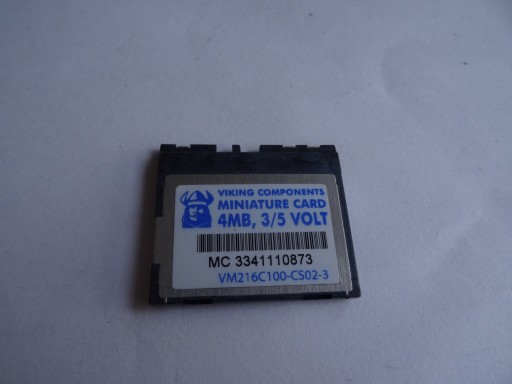 VIKING COMPONENTS
MINIATURE CARD
4MB, 3/5 VOLT
MC 3341110873
VM216C100-CS02-3